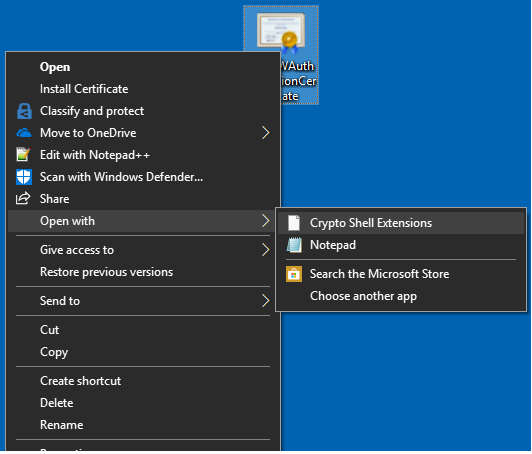 WAuth
ionCer
ate
Open
Install Certificate
Classify and protect
Move to OneDrive
Edit with Notepad++
Scan with Windows Defender...
Share
Open with
Crypto Shell Extensions
Notepad
Search the Microsoft Store
Choose another app
Give access to
Restore previous versions
Send to
Cut
Copy
Create shortcut
Delete
Rename